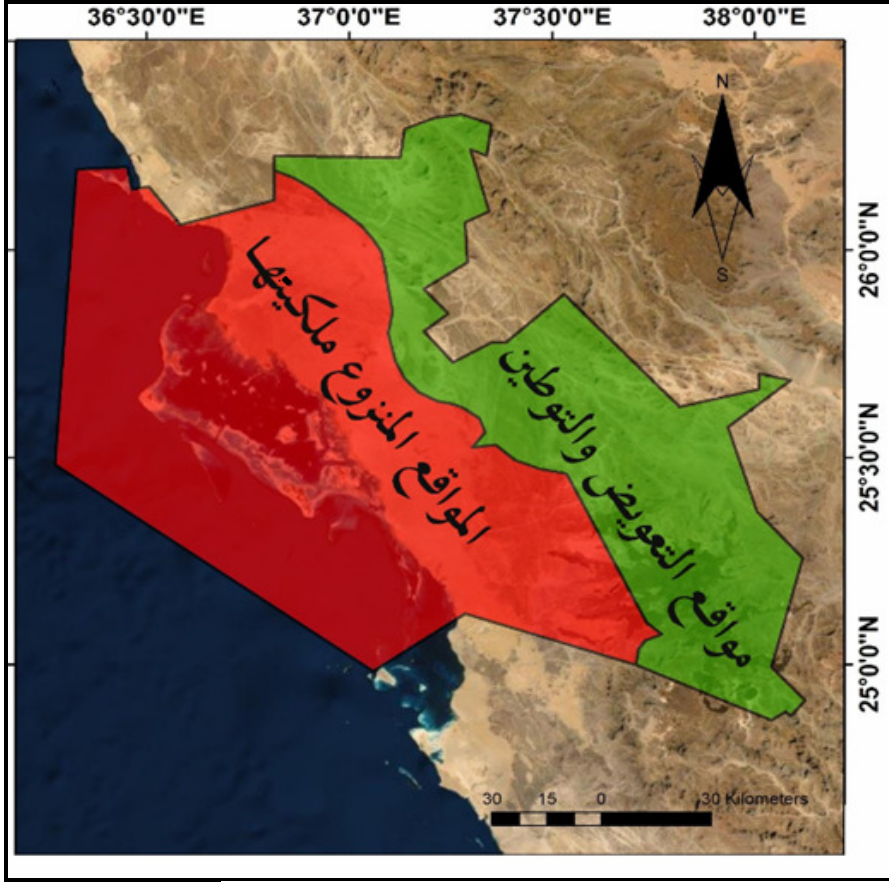 36°30'0"E 37°0'0"E 37°30'0"E 38°0'0"E
N
S
26°0'0"N
25°30'0"N
25°0'0"N
المواقع المنزوع ملكيتها
مواقع التعويض والتوطين
30 15 0 30 Kilometers